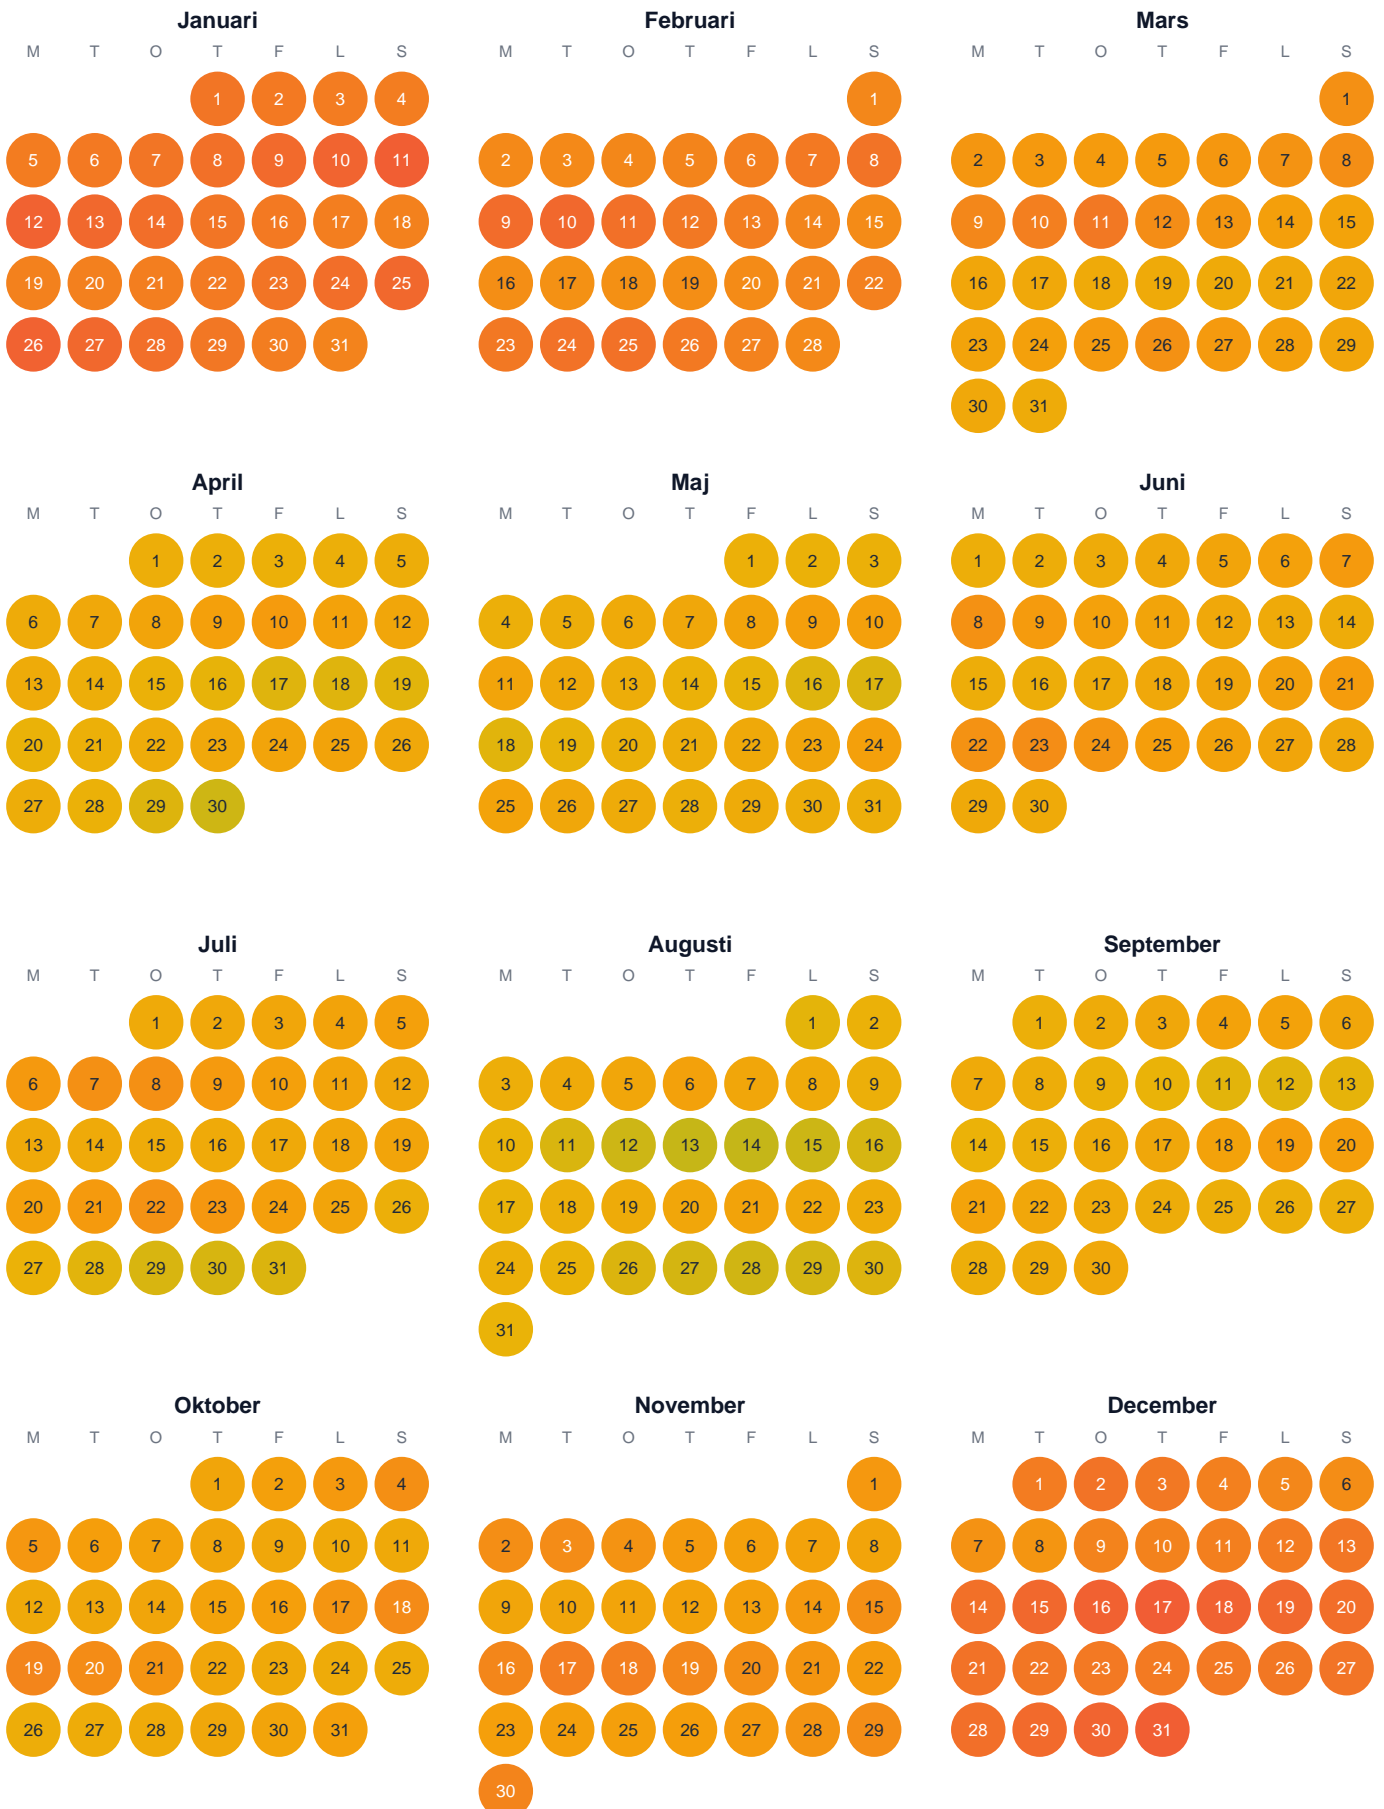 Januari Februari Mars
M T O T F L S M T O T F L S M T O T F L S
1 2 3 4 1 1
5 6 7 8 9 10 11 2 3 4 5 6 7 8 2 3 4 5 6 7 8
12 13 14 15 16 17 18 9 10 11 12 13 14 15 9 10 11 12 13 14 15
19 20 21 22 23 24 25 16 17 18 19 20 21 22 16 17 18 19 20 21 22
26 27 28 29 30 31 23 24 25 26 27 28 23 24 25 26 27 28 29
30 31
April Maj Juni
M T O T F L S M T O T F L S M T O T F L S
1 2 3 4 5 1 2 3 1 2 3 4 5 6 7
6 7 8 9 10 11 12 4 5 6 7 8 9 10 8 9 10 11 12 13 14
13 14 15 16 17 18 19 11 12 13 14 15 16 17 15 16 17 18 19 20 21
20 21 22 23 24 25 26 18 19 20 21 22 23 24 22 23 24 25 26 27 28
27 28 29 30 25 26 27 28 29 30 31 29 30
Juli Augusti September
M T O T F L S M T O T F L S M T O T F L S
1 2 3 4 5 1 2 1 2 3 4 5 6
6 7 8 9 10 11 12 3 4 5 6 7 8 9 7 8 9 10 11 12 13
13 14 15 16 17 18 19 10 11 12 13 14 15 16 14 15 16 17 18 19 20
20 21 22 23 24 25 26 17 18 19 20 21 22 23 21 22 23 24 25 26 27
27 28 29 30 31 24 25 26 27 28 29 30 28 29 30
31
Oktober November December
M T O T F L S M T O T F L S M T O T F L S
1 2 3 4 1 1 2 3 4 5 6
5 6 7 8 9 10 11 2 3 4 5 6 7 8 7 8 9 10 11 12 13
12 13 14 15 16 17 18 9 10 11 12 13 14 15 14 15 16 17 18 19 20
19 20 21 22 23 24 25 16 17 18 19 20 21 22 21 22 23 24 25 26 27
26 27 28 29 30 31 23 24 25 26 27 28 29 28 29 30 31
30